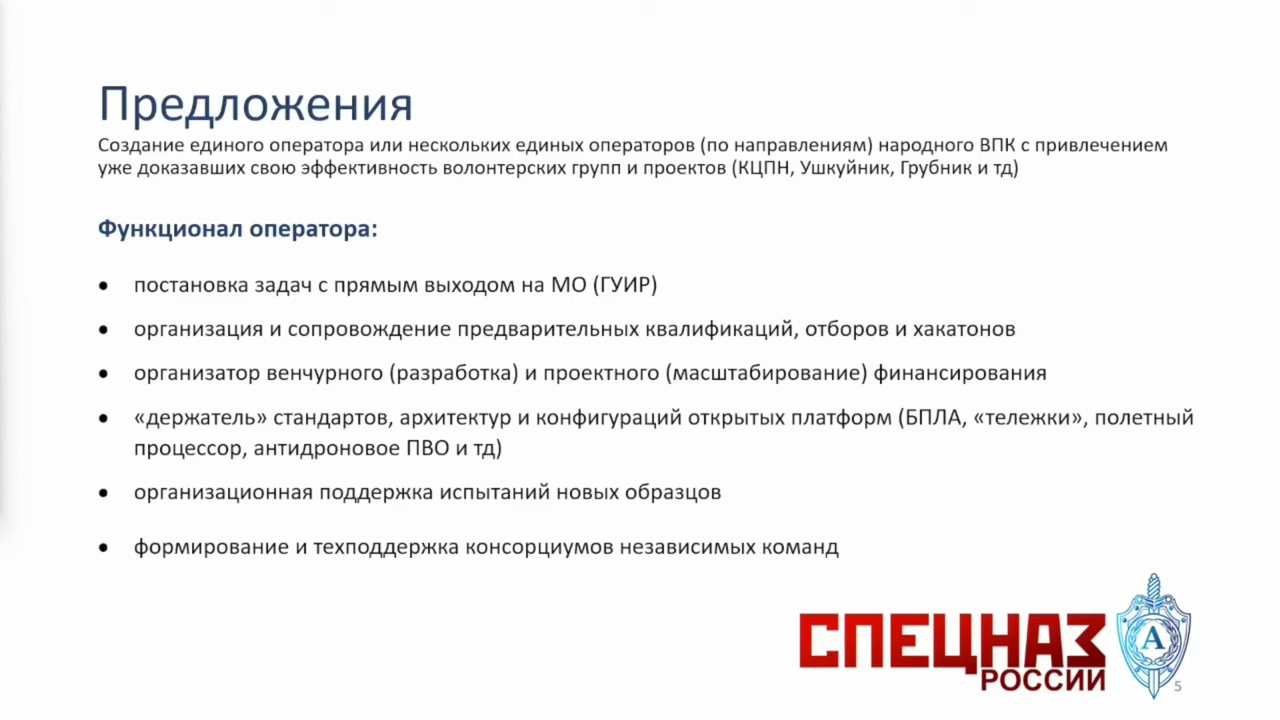 Предложения
Создание единого оператора или нескольких единых операторов (по направлениям) народного ВПК с привлечением
уже доказавших свою эффективность волонтерских групп и проектов (КЦПН, Ушкуйник, Грубник и тд)
Функционал оператора:
• постановка задач с прямым выходом на МО (ГУИР)
• организация и сопровождение предварительных квалификаций, отборов и хакатонов
• организатор венчурного (разработка) и проектного (масштабирование) финансирования
• «держатель» стандартов, архитектур и конфигураций открытых платформ (БПЛА, «тележки», полетный
процессор, антидроновое ПВО и тд)
• организационная поддержка испытаний новых образцов
• формирование и техподдержка консорциумов независимых команд
СПЕЦНАЗ
РОССИИ
А
5